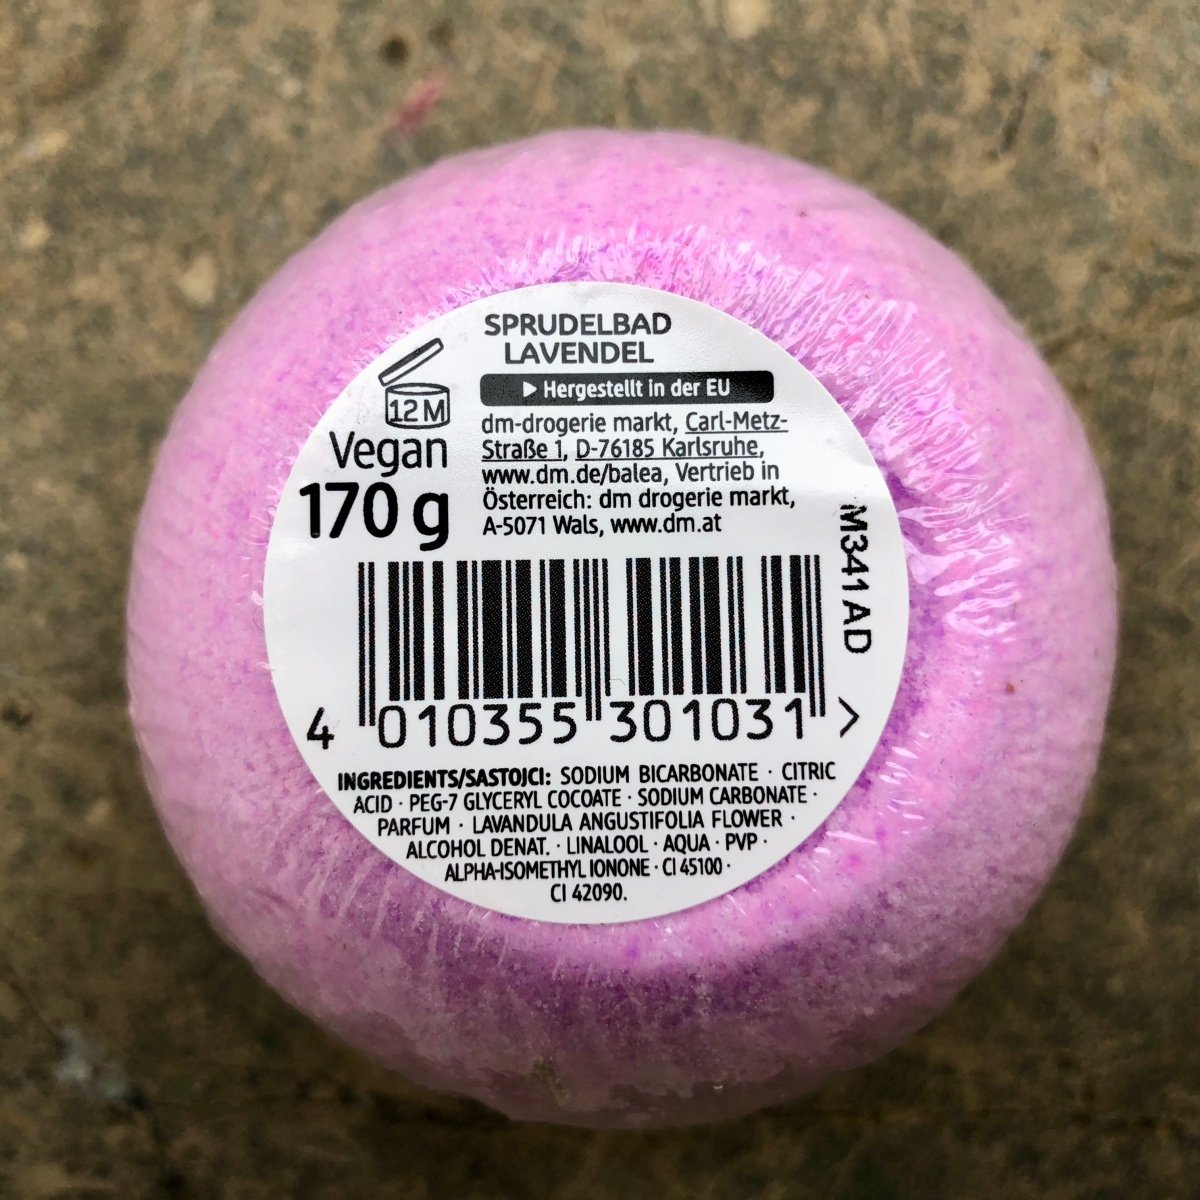 SPRUDELBAD
LAVENDEL
▶ Hergestellt in der EU
12 M
Vegan
170 g
dm-drogerie markt, Carl-Metz-
Straße 1, D-76185 Karlsruhe,
www.dm.de/balea, Vertrieb in
Österreich: dm drogerie markt,
A-5071 Wals, www.dm.at
M341AD
4 010355 301031 >
INGREDIENTS/SASTOJCI: SODIUM BICARBONATE · CITRIC
ACID · PEG-7 GLYCERYL COCOATE · SODIUM CARBONATE ·
PARFUM · LAVANDULA ANGUSTIFOLIA FLOWER ·
ALCOHOL DENAT. · LINALOOL · AQUA · PVP ·
ALPHA-ISOMETHYL IONONE · CI 45100 ·
CI 42090.